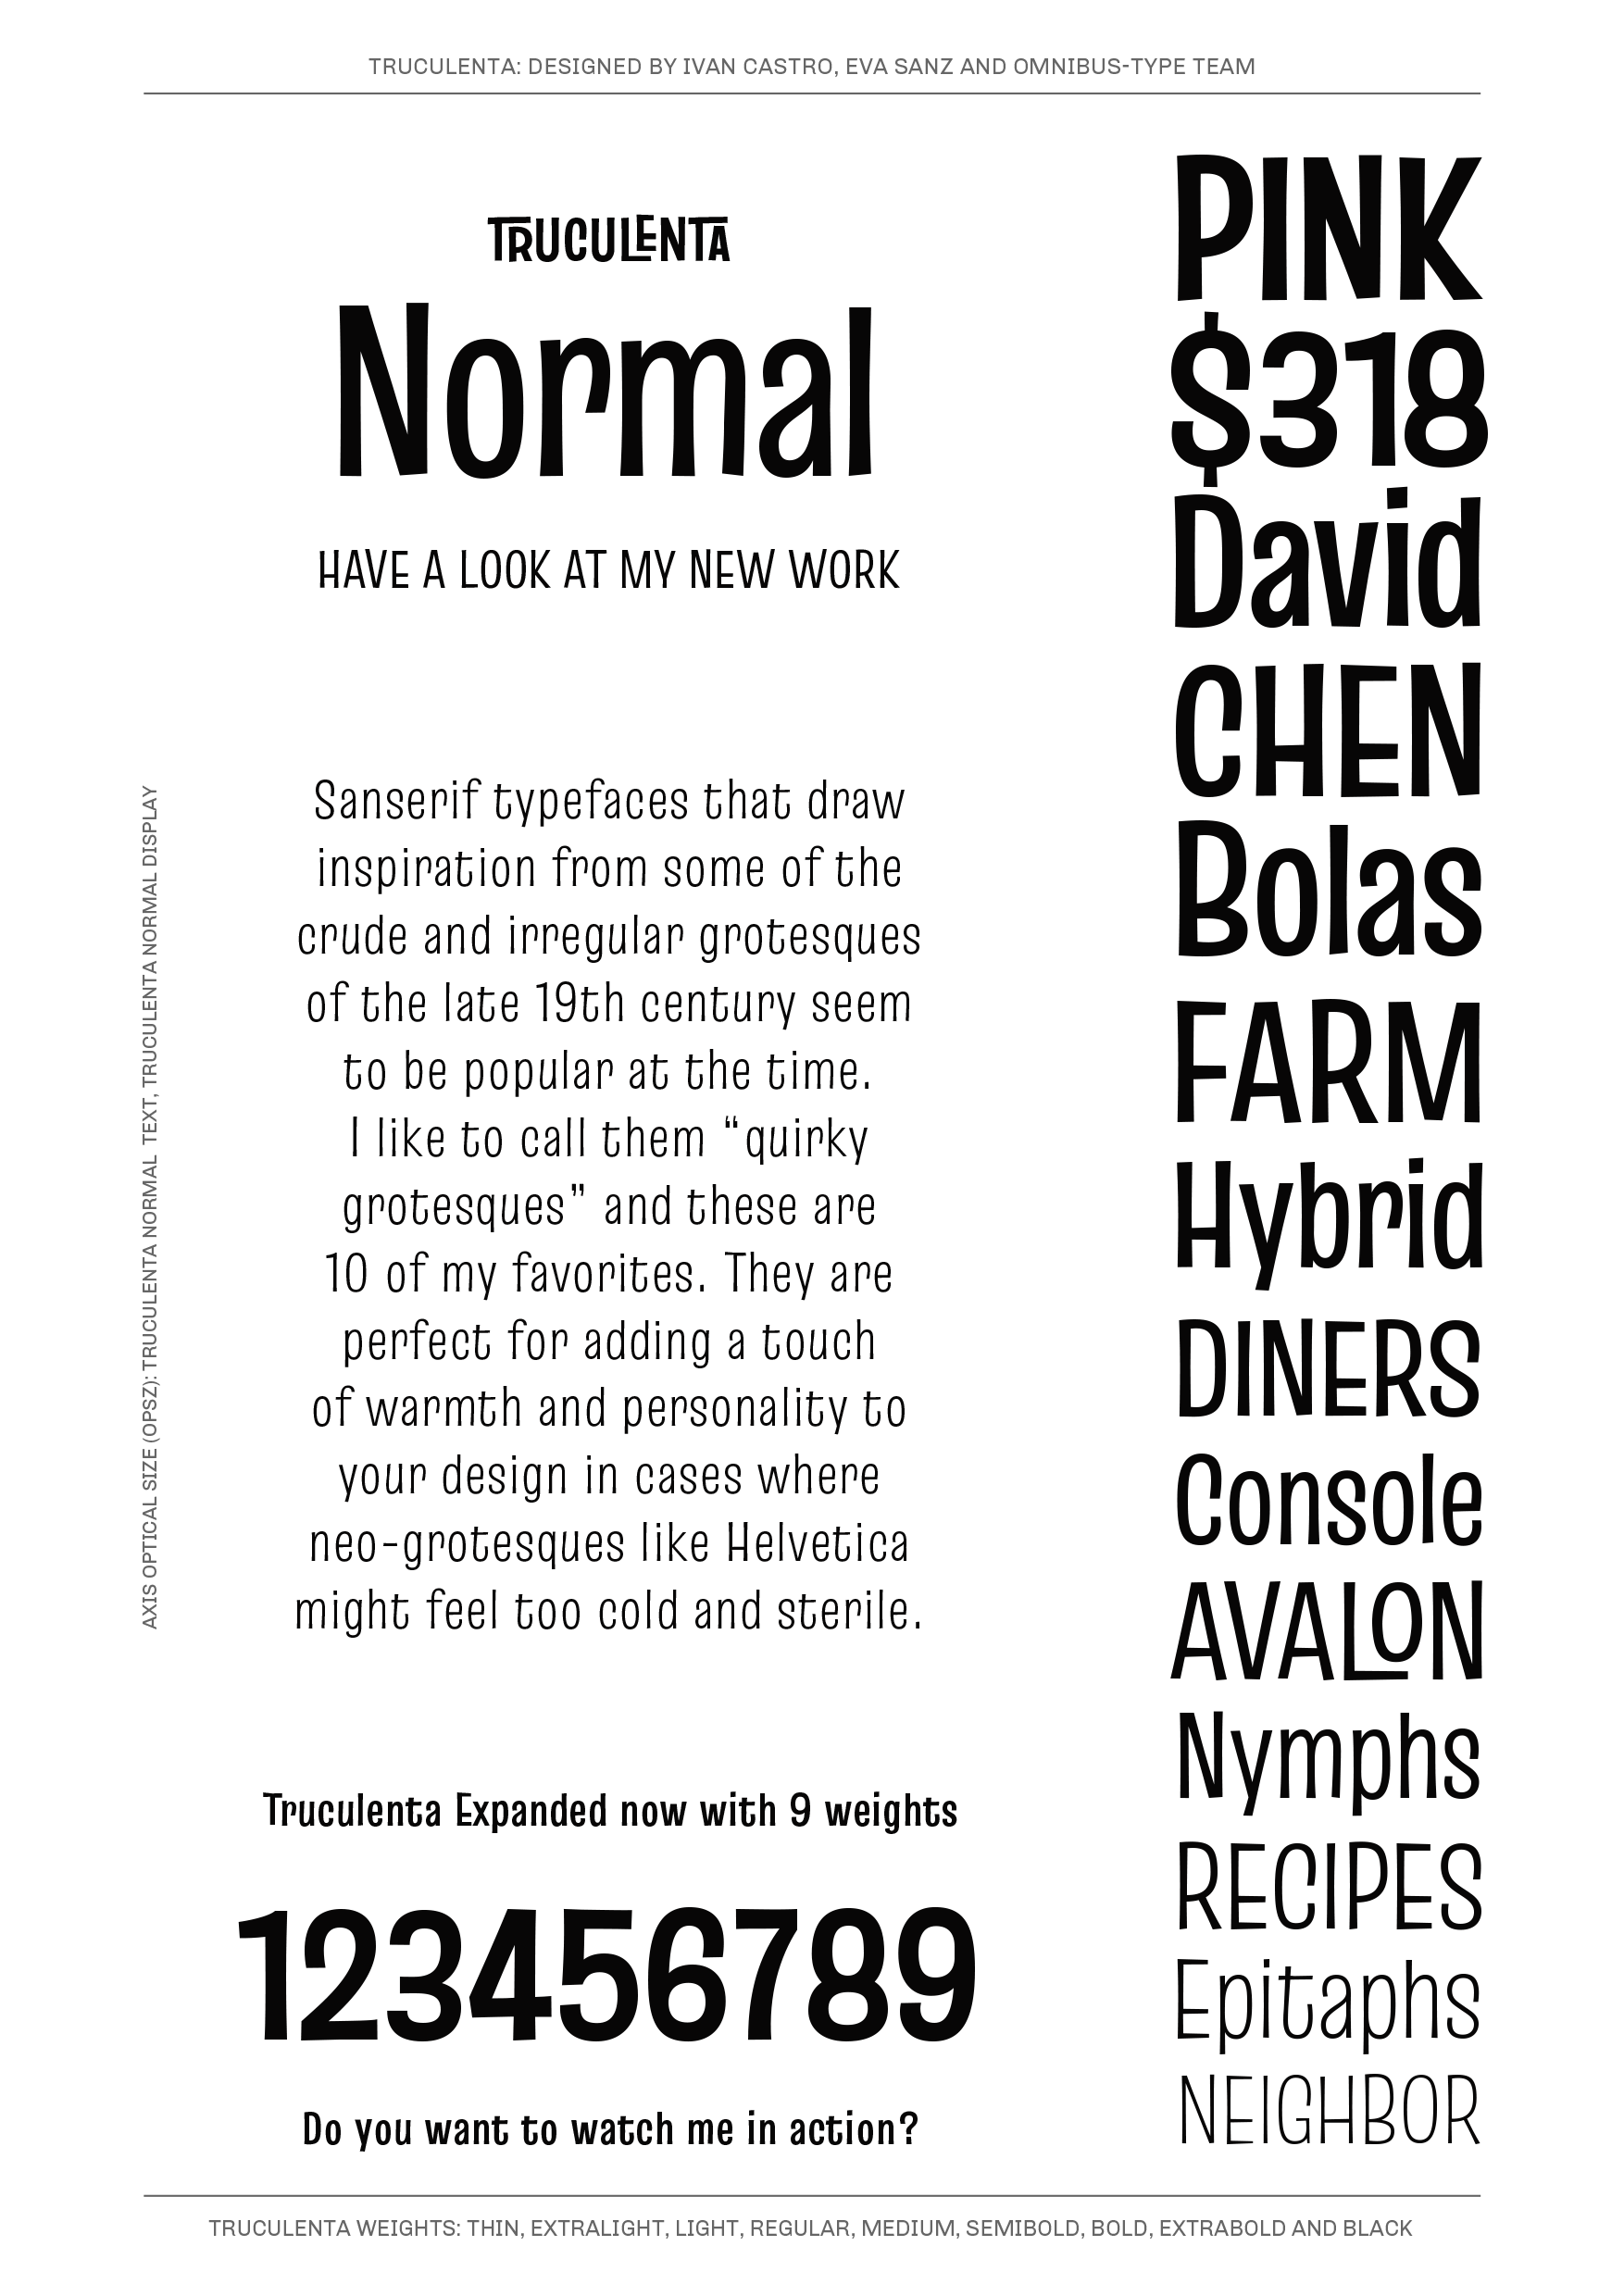 TRUCULENTA: DESIGNED BY IVAN CASTRO, EVA SANZ AND OMNIBUS-TYPE TEAM
TRUCULENTA
Normal
HAVE A LOOK AT MY NEW WORK
Sanserif typefaces that draw
inspiration from some of the
crude and irregular grotesques
of the late 19th century seem
to be popular at the time.
I like to call them “quirky
grotesques” and these are
10 of my favorites. They are
perfect for adding a touch
of warmth and personality to
your design in cases where
neo-grotesques like Helvetica
might feel too cold and sterile.
Truculenta Expanded now with 9 weights
123456789
Do you want to watch me in action?
AXIS OPTICAL SIZE (OPSZ): TRUCULENTA NORMAL TEXT, TRUCULENTA NORMAL DISPLAY
PINK
$318
David
CHEN
Bolas
FARM
Hybrid
DINERS
Console
AVALON
Nymphs
RECIPES
Epitaphs
NEIGHBOR
TRUCULENTA WEIGHTS: THIN, EXTRALIGHT, LIGHT, REGULAR, MEDIUM, SEMIBOLD, BOLD, EXTRABOLD AND BLACK